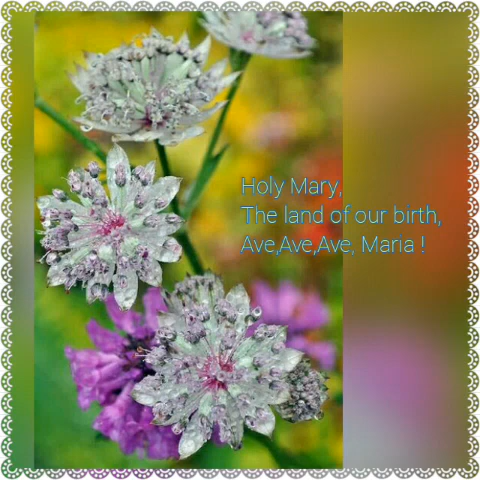 Holy Mary,
The land of our birth,
Ave,Ave,Ave, Maria !